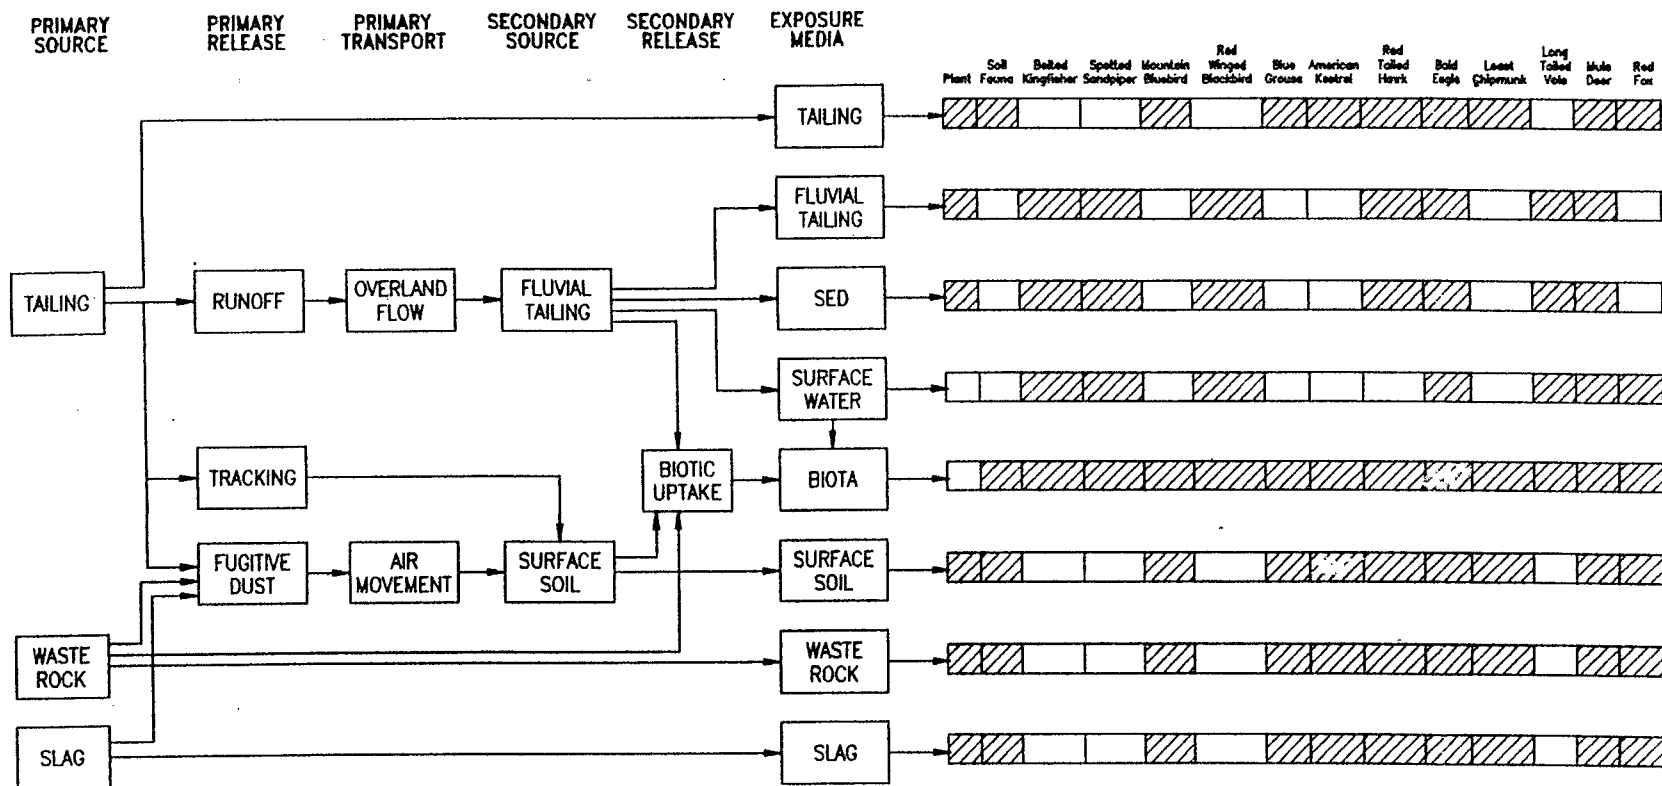 PRIMARY SOURCE
PRIMARY RELEASE
PRIMARY TRANSPORT
SECONDARY SOURCE
SECONDARY RELEASE
EXPOSURE MEDIA
Plant
Soil Fauna
Belted Kingfisher
Spotted Sandpiper
Mountain Bluebird
Red Winged Blackbird
Blue Grouse
American Kestrel
Red Tailed Hawk
Bald Eagle
Least Chipmunk
Long Tailed Vole
Mule Deer
Red Fox
TAILING
FLUVIAL
TAILING
TAILING
RUNOFF
OVERLAND
FLOW
FLUVIAL
TAILING
SED
SURFACE
WATER
TRACKING
BIOTIC
UPTAKE
BIOTA
FUGITIVE
DUST
AIR
MOVEMENT
SURFACE
SOIL
SURFACE
SOIL
WASTE
ROCK
WASTE
ROCK
SLAG
SLAG